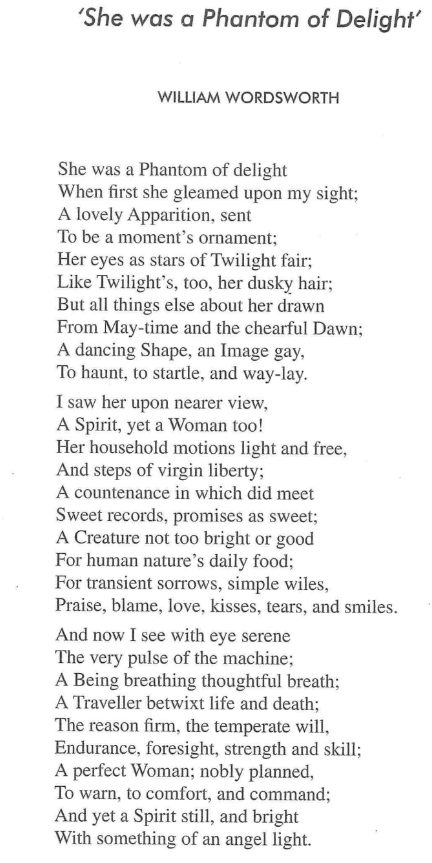 'She was a Phantom of Delight'
WILLIAM WORDSWORTH
She was a Phantom of delight
When first she gleamed upon my sight;
A lovely Apparition, sent
To be a moment's ornament;
Her eyes as stars of Twilight fair;
Like Twilight's, too, her dusky hair;
But all things else about her drawn
From May-time and the chearful Dawn;
A dancing Shape, an Image gay,
To haunt, to startle, and way-lay.
I saw her upon nearer view,
A Spirit, yet a Woman too!
Her household motions light and free,
And steps of virgin liberty;
A countenance in which did meet
Sweet records, promises as sweet;
A Creature not too bright or good
For human nature's daily food;
For transient sorrows, simple wiles,
Praise, blame, love, kisses, tears, and smiles.
And now I see with eye serene
The very pulse of the machine;
A Being breathing thoughtful breath;
A Traveller betwixt life and death;
The reason firm, the temperate will,
Endurance, foresight, strength and skill;
A perfect Woman; nobly planned,
To warn, to comfort, and command;
And yet a Spirit still, and bright
With something of an angel light.